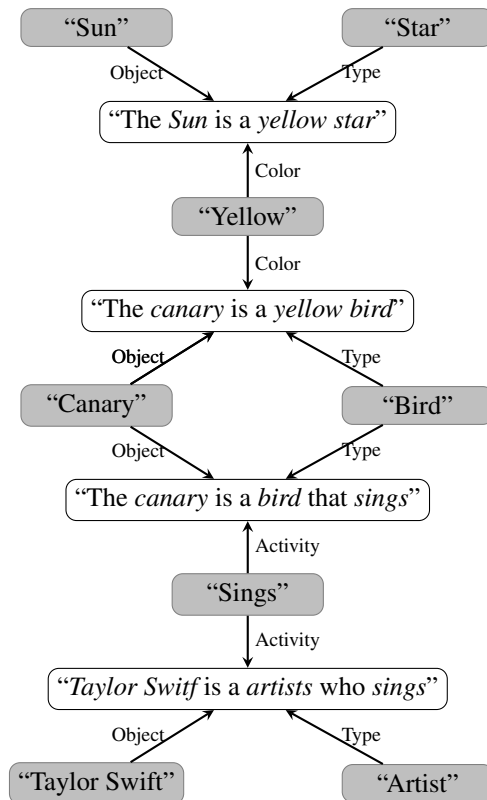 “Sun” “Star”
Object Type
“The Sun is a yellow star”
Color
“Yellow”
Color
“The canary is a yellow bird”
Object Type
“Canary” “Bird”
Object Type
“The canary is a bird that sings”
Activity
“Sings”
Activity
“Taylor Switf is a artists who sings”
Object Type
“Taylor Swift” “Artist”